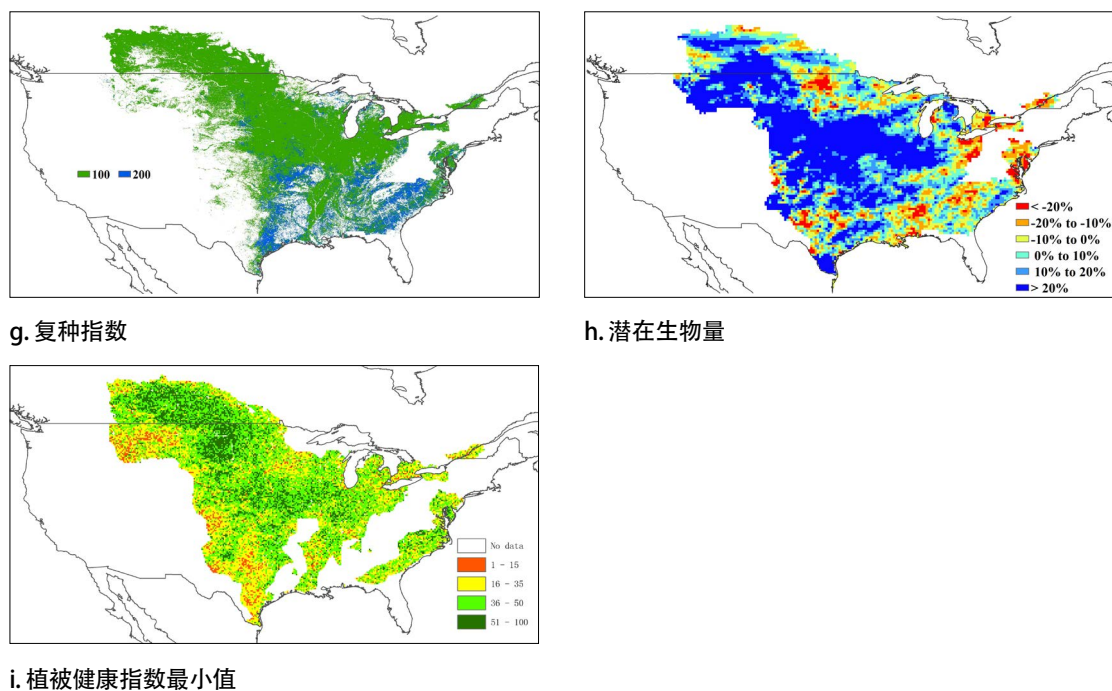 100 200
< -20%
-20% to -10%
-10% to 0%
0% to 10%
10% to 20%
> 20%
g. 复种指数
h. 潜在生物量
No data
1 - 15
16 - 35
36 - 50
51 - 100
i. 植被健康指数最小值